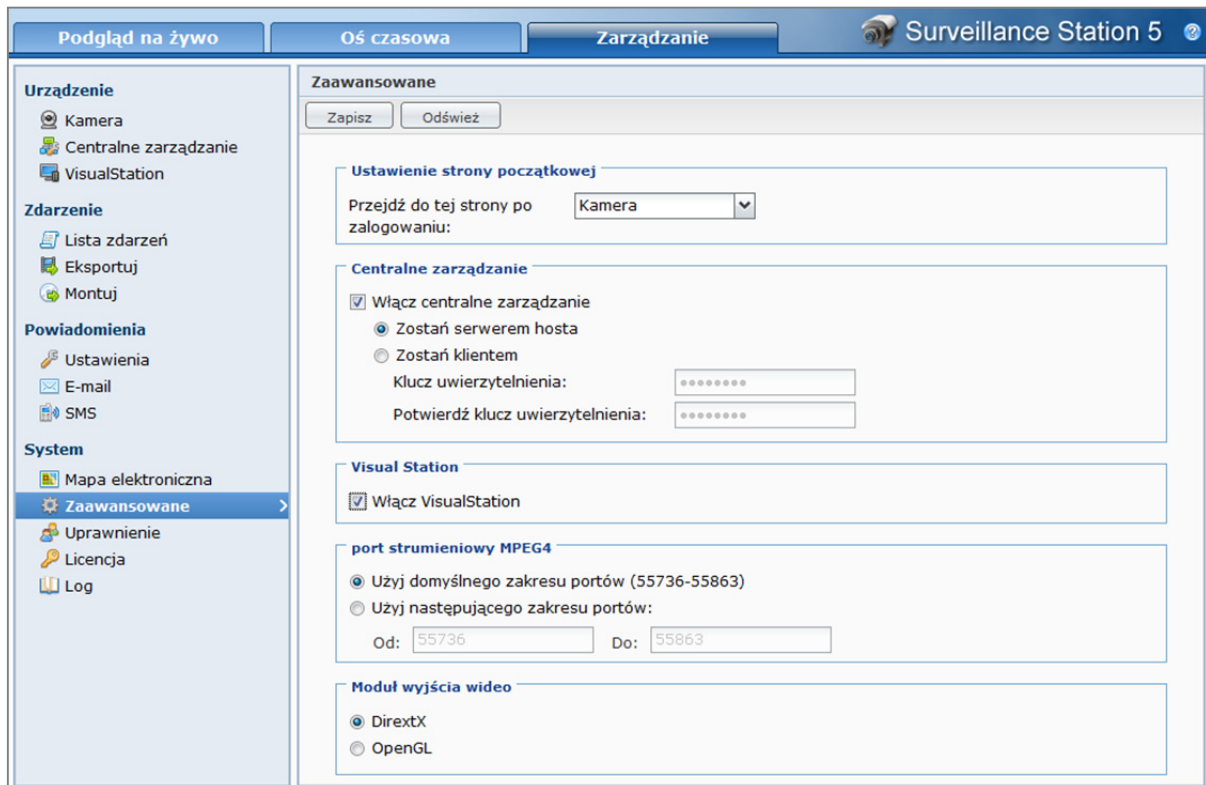 Podgląd na żywo
Oś czasowa
Zarządzanie
Surveillance Station 5
?
Urządzenie
Kamera
Centralne zarządzanie
VisualStation
Zdarzenie
Lista zdarzeń
Eksportuj
Montuj
Powiadomienia
Ustawienia
E-mail
SMS
System
Mapa elektroniczna
Zaawansowane
Uprawnienie
Licencja
Log
Zaawansowane
Zapisz
Odśwież
Ustawienie strony początkowej
Przejdź do tej strony po
zalogowaniu:
Kamera
Centralne zarządzanie
Włącz centralne zarządzanie
Zostań serwerem hosta
Zostań klientem
Klucz uwierzytelnienia:
Potwierdź klucz uwierzytelnienia:
Visual Station
Włącz VisualStation
port strumieniowy MPEG4
Użyj domyślnego zakresu portów (55736-55863)
Użyj następującego zakresu portów:
Od: 55736 Do: 55863
Moduł wyjścia wideo
DirextX
OpenGL